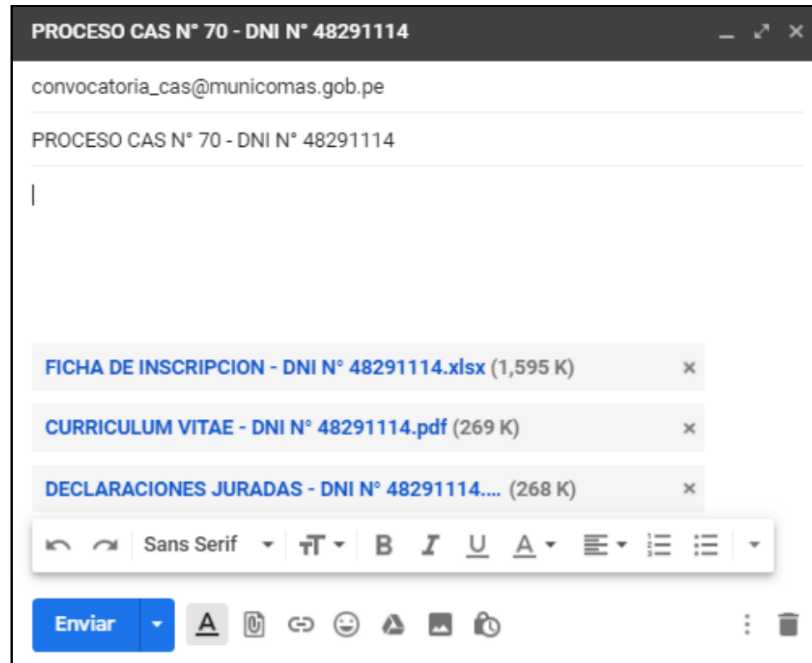 PROCESO CAS N° 70 - DNI N° 48291114
convocatoria_cas@municomas.gob.pe
PROCESO CAS N° 70 - DNI N° 48291114
FICHA DE INSCRIPCION - DNI N° 48291114.xlsx (1,595 K)
CURRICULUM VITAE - DNI N° 48291114.pdf (269 K)
DECLARACIONES JURADAS - DNI N° 48291114.... (268 K)
Sans Serif
B I U A
Enviar A